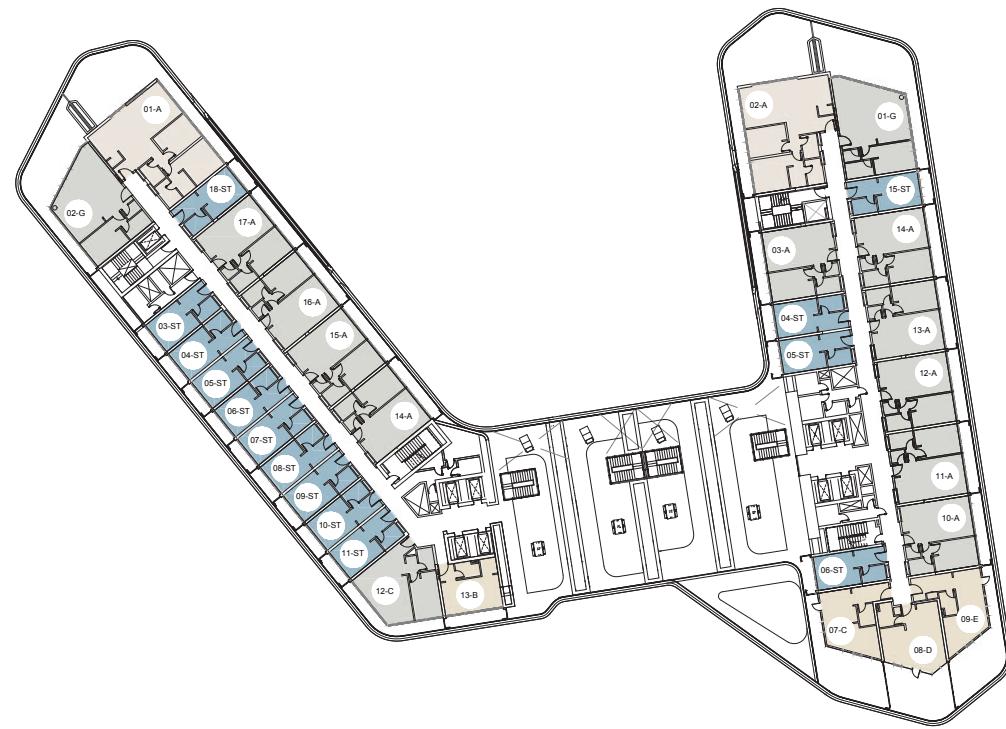 01-A
02-G
18-ST
17-A
16-A
15-A
14-A
03-ST
04-ST
05-ST
06-ST
07-ST
08-ST
09-ST
10-ST
11-ST
12-C
13-B
02-A
01-G
15-ST
14-A
03-A
04-ST
05-ST
13-A
12-A
11-A
10-A
06-ST
07-C
08-D
09-E